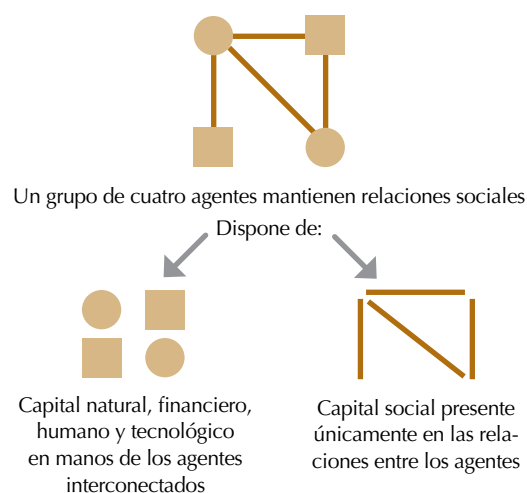 Un grupo de cuatro agentes mantienen relaciones sociales
Dispone de:
Capital natural, financiero,
humano y tecnológico
en manos de los agentes
interconectados
Capital social presente
únicamente en las rela-
ciones entre los agentes